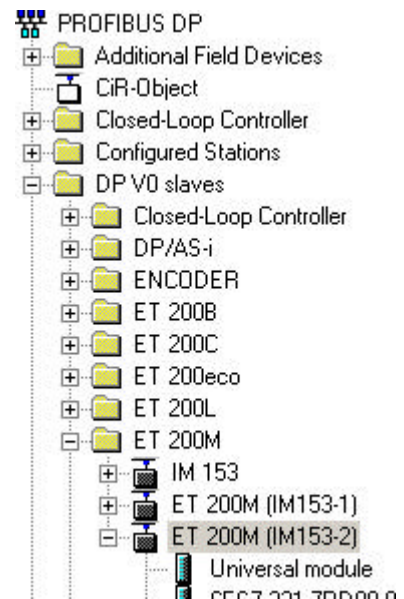 PROFIBUS DP
Additional Field Devices
CiR-Object
Closed-Loop Controller
Configured Stations
DP V0 slaves
Closed-Loop Controller
DP/AS-i
ENCODER
ET 200B
ET 200C
ET 200eco
ET 200L
ET 200M
IM 153
ET 200M (IM153-1)
ET 200M (IM153-2)
Universal module